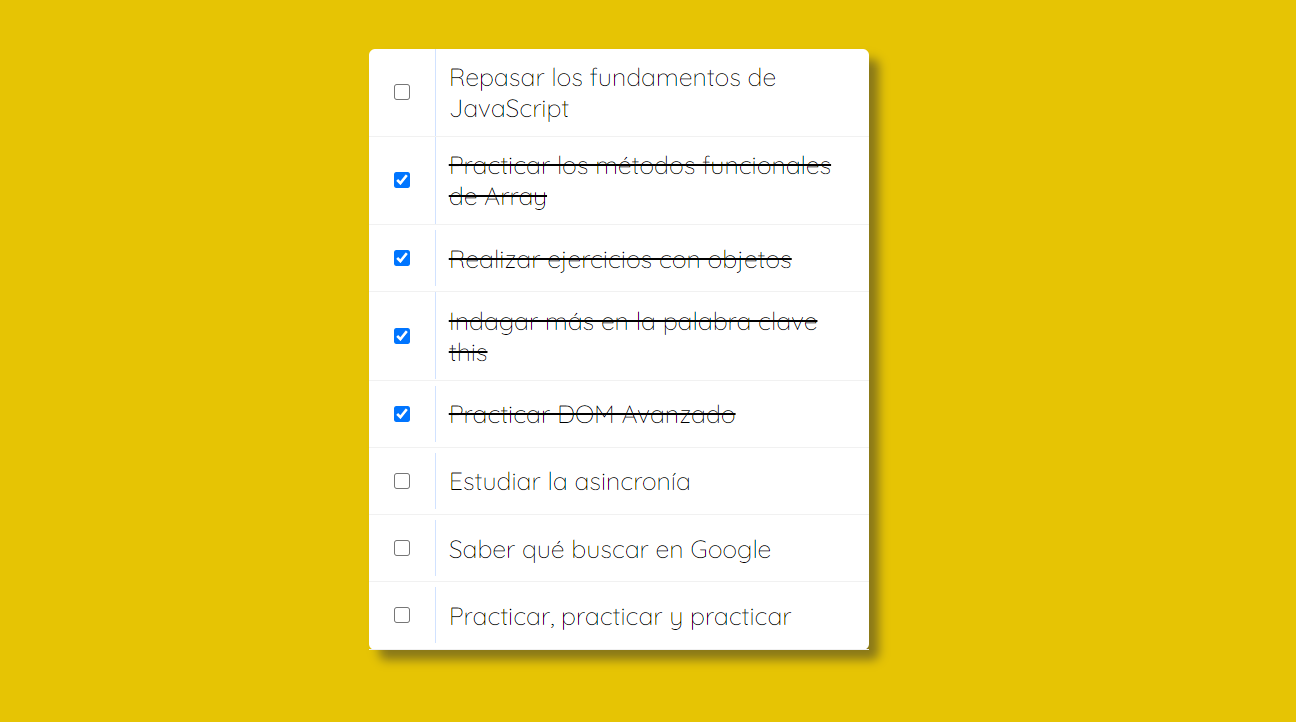 Repasar los fundamentos de
JavaScript
Practicar los métodos funcionales
de Array
Realizar ejercicios con objetos
Indagar más en la palabra clave
this
Practicar DOM Avanzado
Estudiar la asincronía
Saber qué buscar en Google
Practicar, practicar y practicar